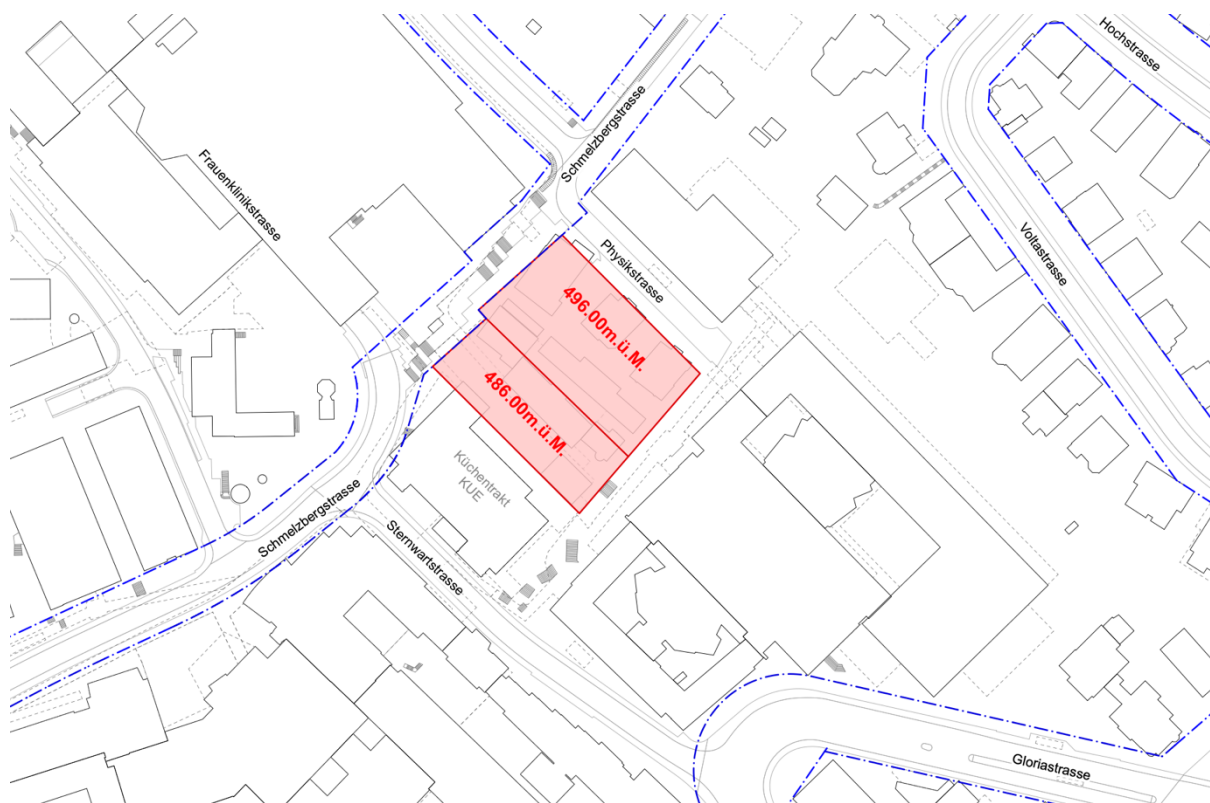 Hochstrasse
Schmelzbergstrasse
Frauenklinikstrasse
Physikstrasse
Voltastrasse
496.00m.ü.M.
486.00m.ü.M.
Küchentrakt
KUE
Schmelzbergstrasse
Sternwartstrasse
Gloriastrasse